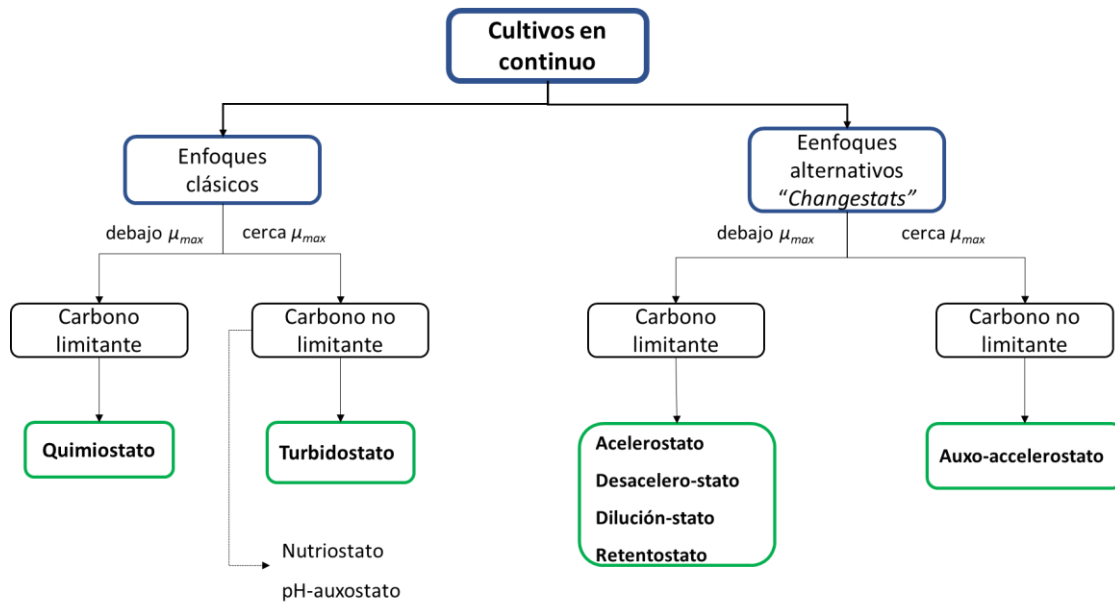 Cultivos en
continuo
Enfoques
clásicos
Eenfoques
alternativos
“Changestats”
debajo μmax
cerca μmax
debajo μmax
cerca μmax
Carbono
limitante
Carbono no
limitante
Carbono
limitante
Carbono no
limitante
Quimiostato
Turbidostato
Acelerostato
Desacelero-stato
Dilución-stato
Retentostato
Auxo-accelerostato
Nutriostato
pH-auxostato